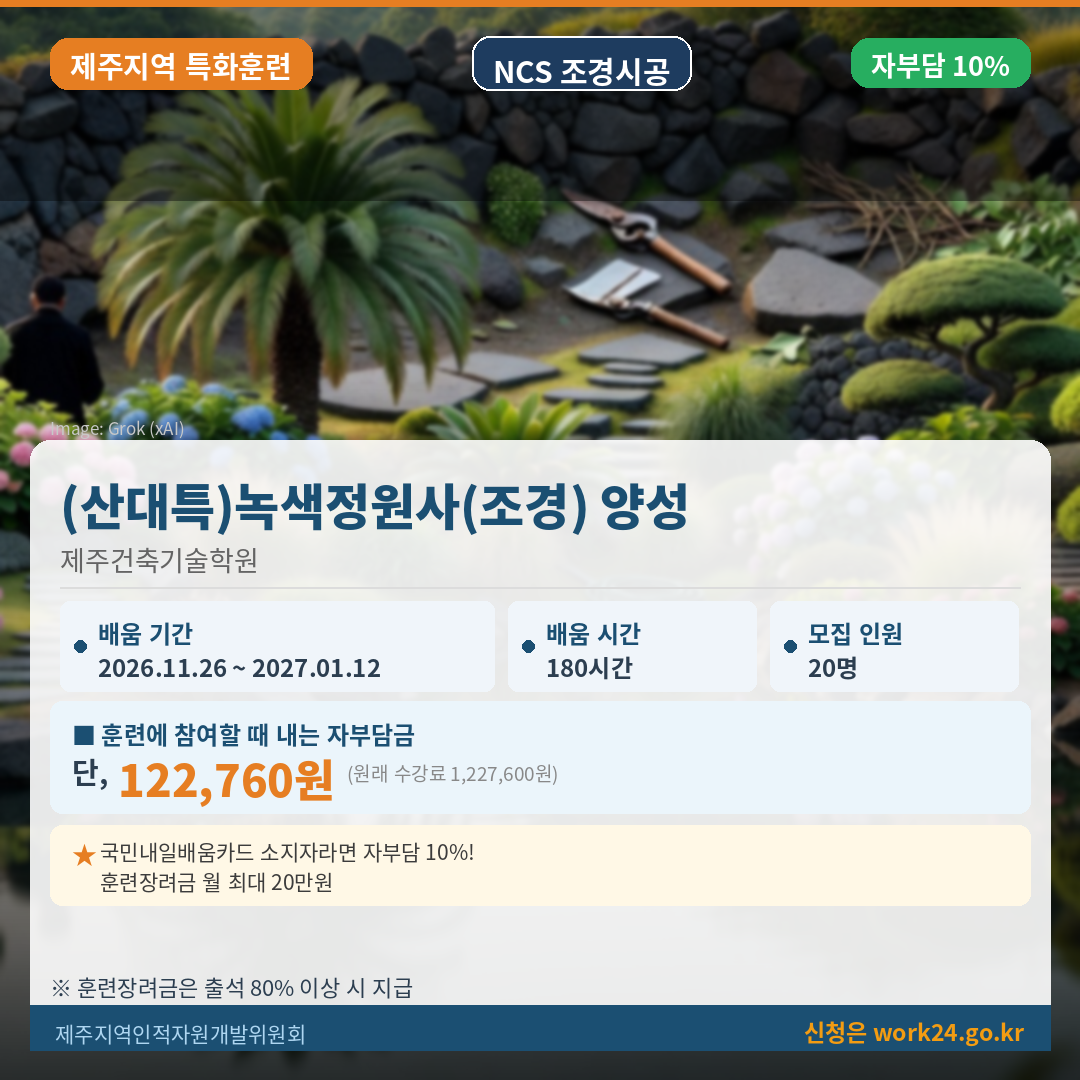 제주지역 특화훈련
NCS 조경시공
자부담 10%
Image: Grok (xAI)
(산대특)녹색정원사(조경) 양성
제주건축기술학원
배움 기간
2026.11.26 ~ 2027.01.12
배움 시간
180시간
모집 인원
20명
■ 훈련에 참여할 때 내는 자부담금
단, 122,760원 (원래 수강료 1,227,600원)
★ 국민내일배움카드 소지자라면 자부담 10%!
훈련장려금 월 최대 20만원
※ 훈련장려금은 출석 80% 이상 시 지급
제주지역인적자원개발위원회
신청은 work24.go.kr